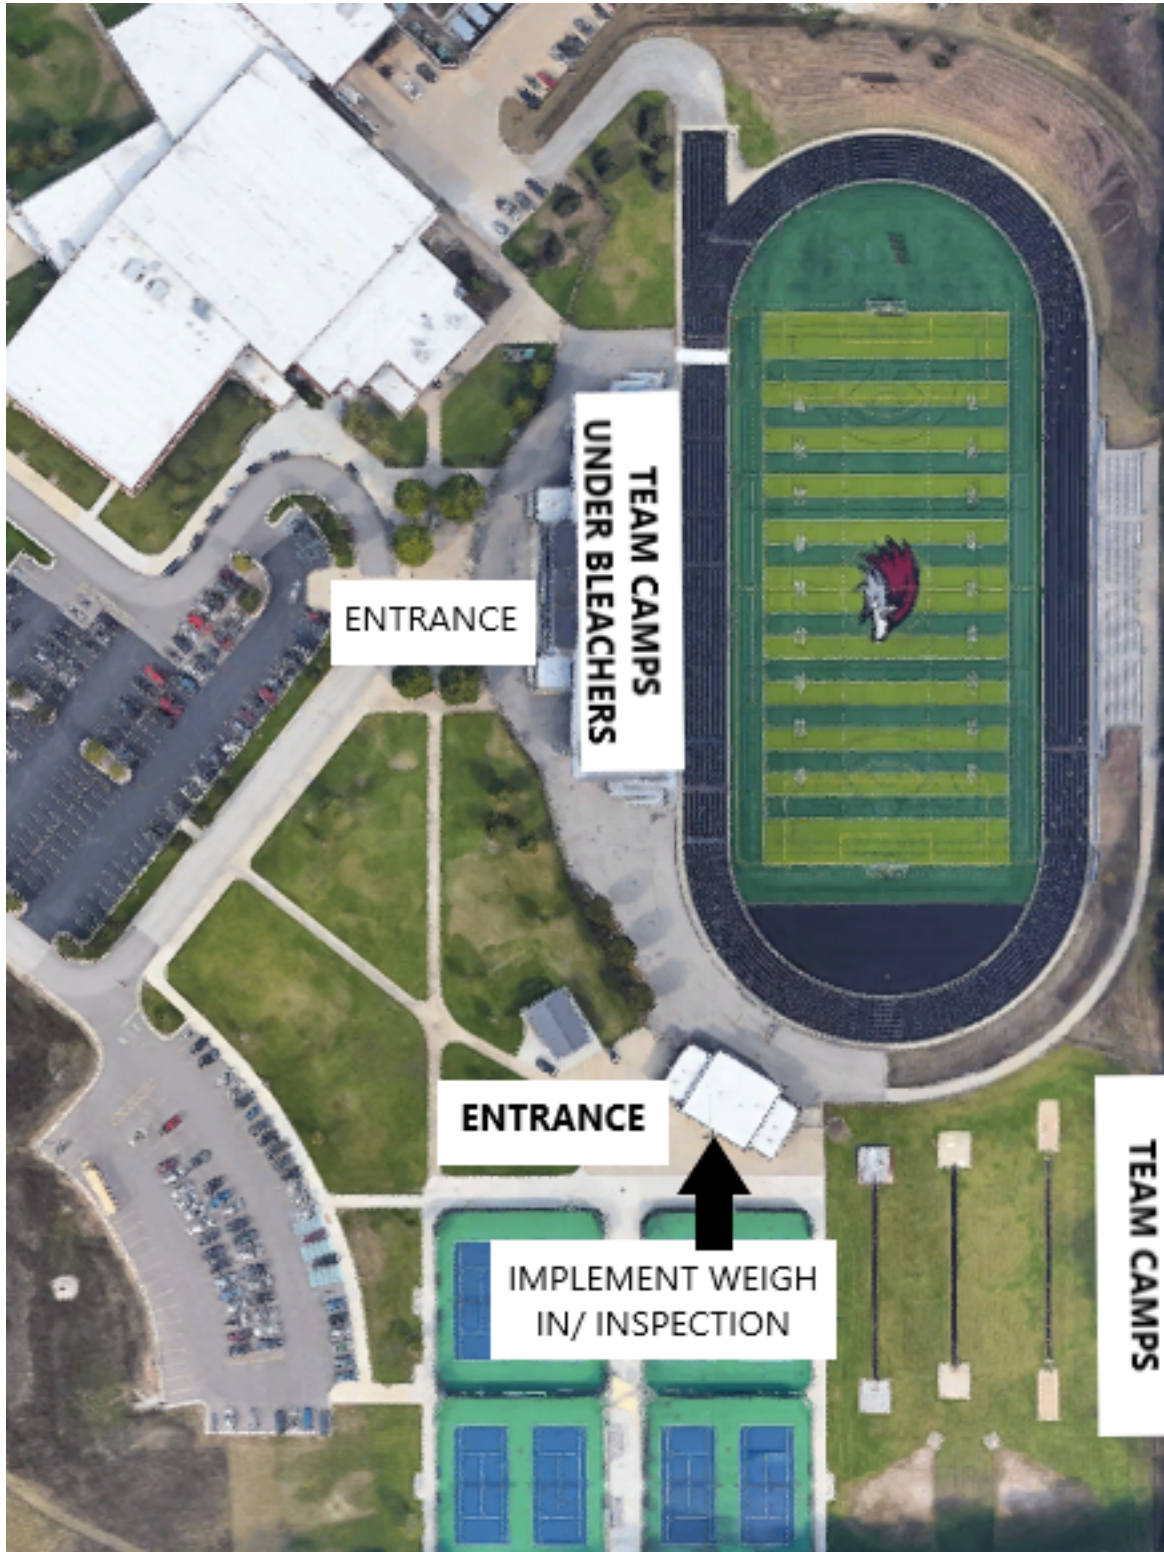 ENTRANCE
TEAM CAMPS
UNDER BLEACHERS
ENTRANCE
IMPLEMENT WEIGH
IN/ INSPECTION
TEAM CAMPS